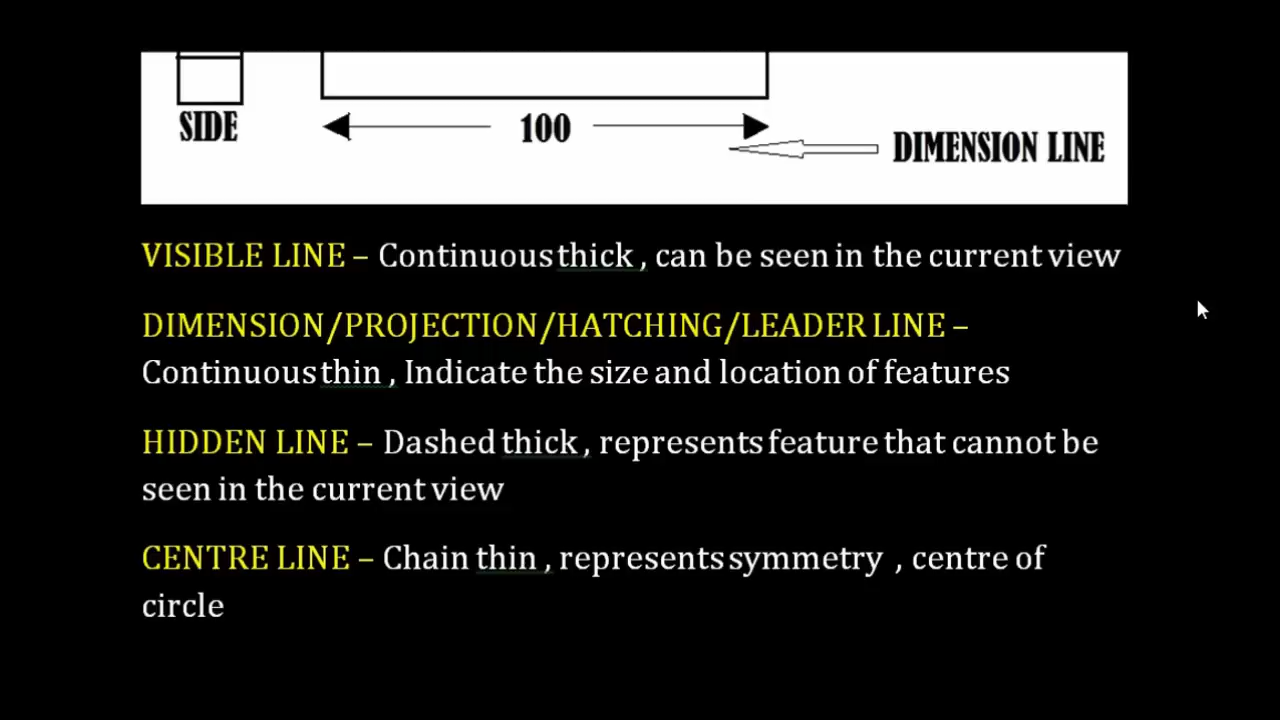 SIDE
100
DIMENSION LINE
VISIBLE LINE – Continuous thick , can be seen in the current view
DIMENSION/PROJECTION/HATCHING/LEADER LINE –
Continuous thin , Indicate the size and location of features
HIDDEN LINE – Dashed thick , represents feature that cannot be
seen in the current view
CENTRE LINE – Chain thin , represents symmetry , centre of
circle